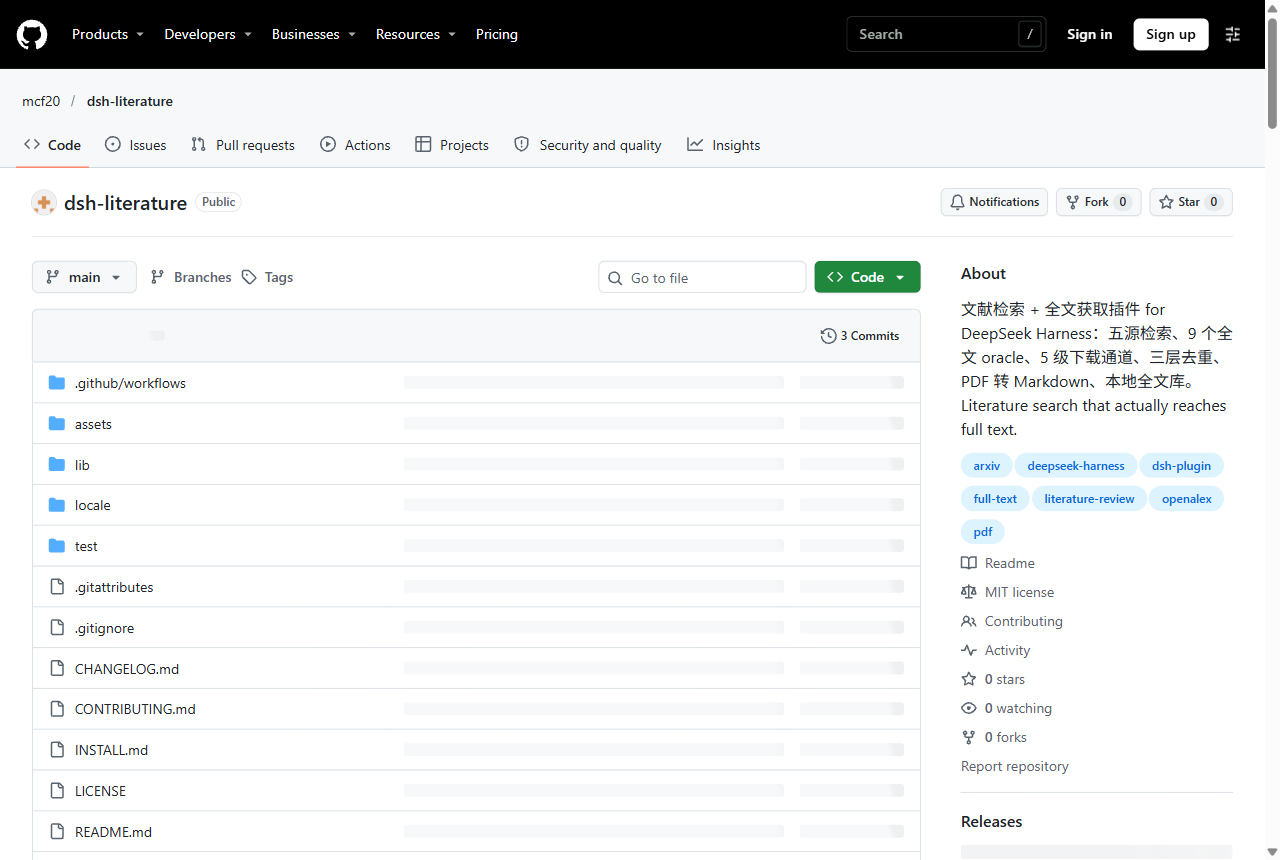 Products
Developers
Businesses
Resources
Pricing
Search
/
Sign in
Sign up
mcf20 / dsh-literature
Code
Issues
Pull requests
Actions
Projects
Security and quality
Insights
dsh-literature
Public
Notifications
Fork 0
Star 0
main
Branches
Tags
Go to file
Code
3 Commits
.github/workflows
assets
lib
locale
test
.gitattributes
.gitignore
CHANGELOG.md
CONTRIBUTING.md
INSTALL.md
LICENSE
README.md
About
文献检索 + 全文获取插件 for
DeepSeek Harness：五源检索、9 个全
文 oracle、5 级下载通道、三层去重、
PDF 转 Markdown、本地全文库。
Literature search that actually reaches
full text.
arxiv deepseek-harness dsh-plugin
full-text literature-review openalex
pdf
Readme
MIT license
Contributing
Activity
0 stars
0 watching
0 forks
Report repository
Releases